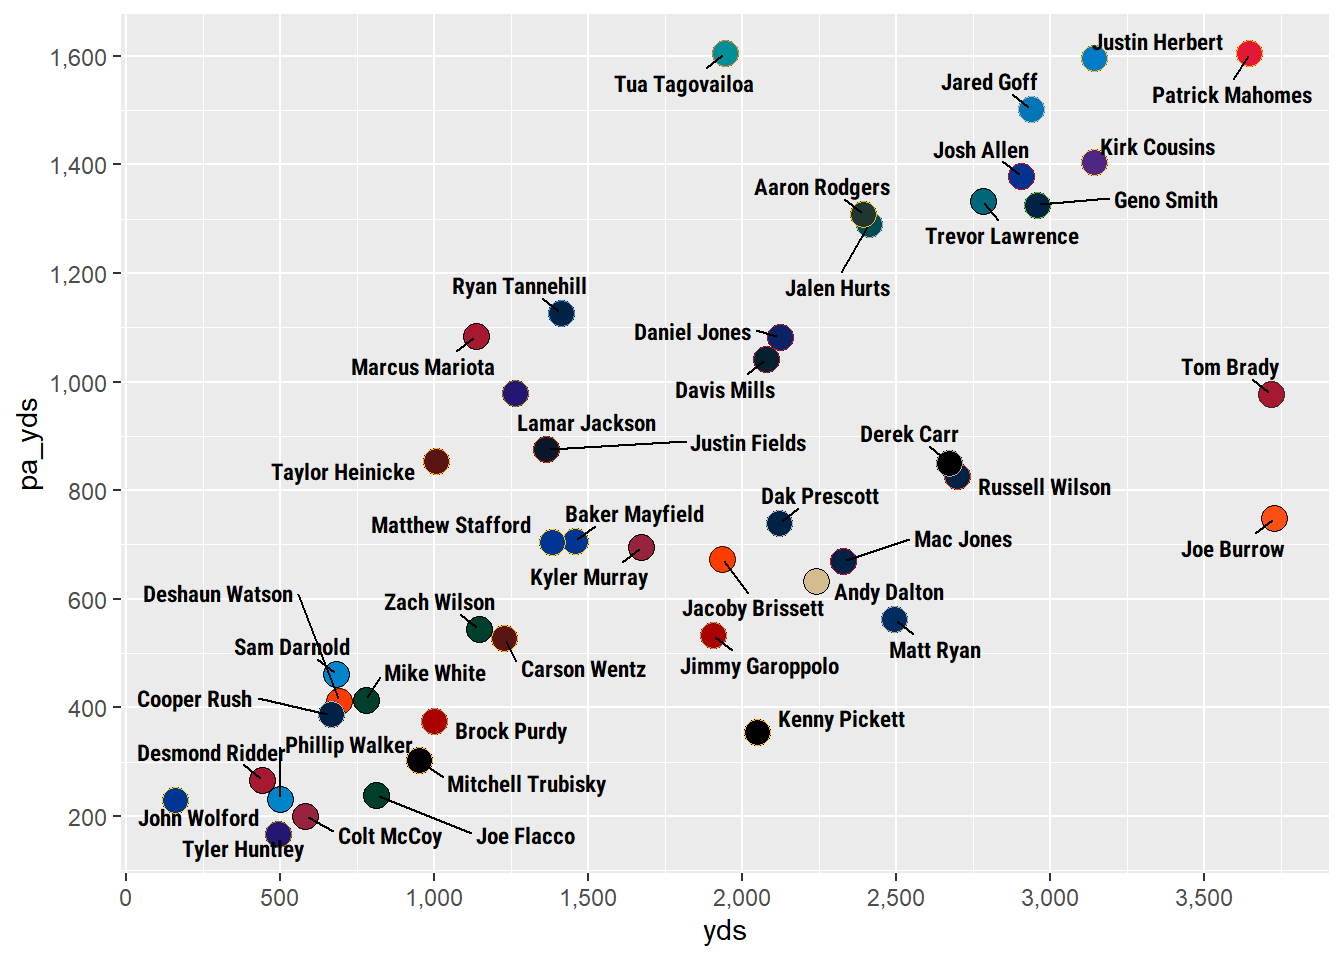 1,600
1,400
1,200
1,000
800
600
400
200
pa_yds
Justin Herbert
Tua Tagovailoa
Jared Goff
Patrick Mahomes
Josh Allen
Kirk Cousins
Aaron Rodgers
Geno Smith
Trevor Lawrence
Ryan Tannehill
Jalen Hurts
Daniel Jones
Marcus Mariota
Tom Brady
Davis Mills
Lamar Jackson
Derek Carr
Justin Fields
Taylor Heinicke
Russell Wilson
Dak Prescott
Baker Mayfield
Matthew Stafford
Mac Jones
Joe Burrow
Kyler Murray
Deshaun Watson
Andy Dalton
Zach Wilson
Jacoby Brissett
Sam Darnold
Matt Ryan
Jimmy Garoppolo
Carson Wentz
Mike White
Cooper Rush
Kenny Pickett
Brock Purdy
Phillip Walker
Desmond Ridder
Mitchell Trubisky
John Wolford
Colt McCoy
Joe Flacco
Tyler Huntley
0
500
1,000
1,500
2,000
2,500
3,000
3,500
yds